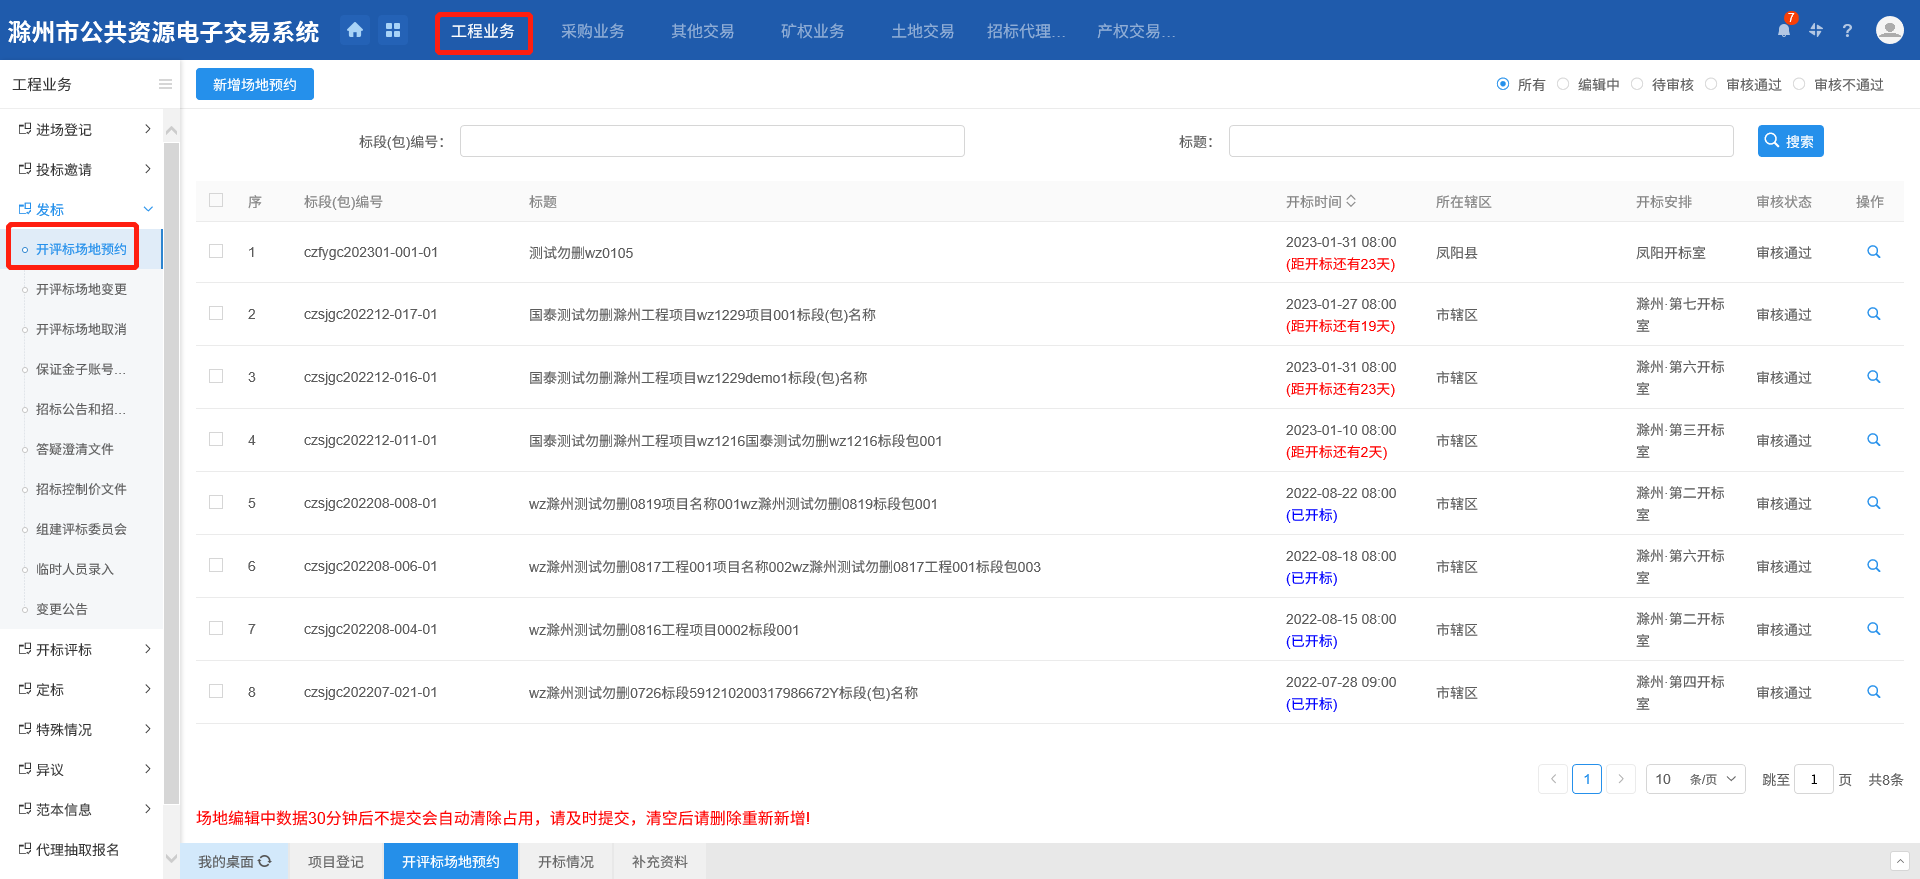 滁州市公共资源电子交易系统
工程业务 采购业务 其他交易 矿权业务 土地交易 招标代理... 产权交易...
7
?
工程业务
进场登记
投标邀请
发标
开评标场地预约
开评标场地变更
开评标场地取消
保证金子账号...
招标公告和招...
答疑澄清文件
招标控制价文件
组建评标委员会
临时人员录入
变更公告
开标评标
定标
特殊情况
异议
范本信息
代理抽取报名
新增场地预约
所有 编辑中 待审核 审核通过 审核不通过
标段(包)编号：
标题：
搜索
序 标段(包)编号 标题 开标时间 所在辖区 开标安排 审核状态 操作
1 czfygc202301-001-01 测试勿删wz0105 2023-01-31 08:00 凤阳县 凤阳开标室 审核通过
(距开标还有23天)
2 czsjgc202212-017-01 国泰测试勿删滁州工程项目wz1229项目001标段(包)名称 2023-01-27 08:00 市辖区 滁州·第七开标 审核通过
(距开标还有19天) 室
3 czsjgc202212-016-01 国泰测试勿删滁州工程项目wz1229demo1标段(包)名称 2023-01-31 08:00 市辖区 滁州·第六开标 审核通过
(距开标还有23天) 室
4 czsjgc202212-011-01 国泰测试勿删滁州工程项目wz1216国泰测试勿删wz1216标段包001 2023-01-10 08:00 市辖区 滁州·第三开标 审核通过
(距开标还有2天) 室
5 czsjgc202208-008-01 wz滁州测试勿删0819项目名称001wz滁州测试勿删0819标段包001 2022-08-22 08:00 市辖区 滁州·第二开标 审核通过
(已开标) 室
6 czsjgc202208-006-01 wz滁州测试勿删0817工程001项目名称002wz滁州测试勿删0817工程001标段包003 2022-08-18 08:00 市辖区 滁州·第六开标 审核通过
(已开标) 室
7 czsjgc202208-004-01 wz滁州测试勿删0816工程项目0002标段001 2022-08-15 08:00 市辖区 滁州·第二开标 审核通过
(已开标) 室
8 czsjgc202207-021-01 wz滁州测试勿删0726标段591210200317986672Y标段(包)名称 2022-07-28 09:00 市辖区 滁州·第四开标 审核通过
(已开标) 室
1 10 条/页 跳至 1 页 共8条
场地编辑中数据30分钟后不提交会自动清除占用，请及时提交，清空后请删除重新新增!
我的桌面 项目登记 开评标场地预约 开标情况 补充资料